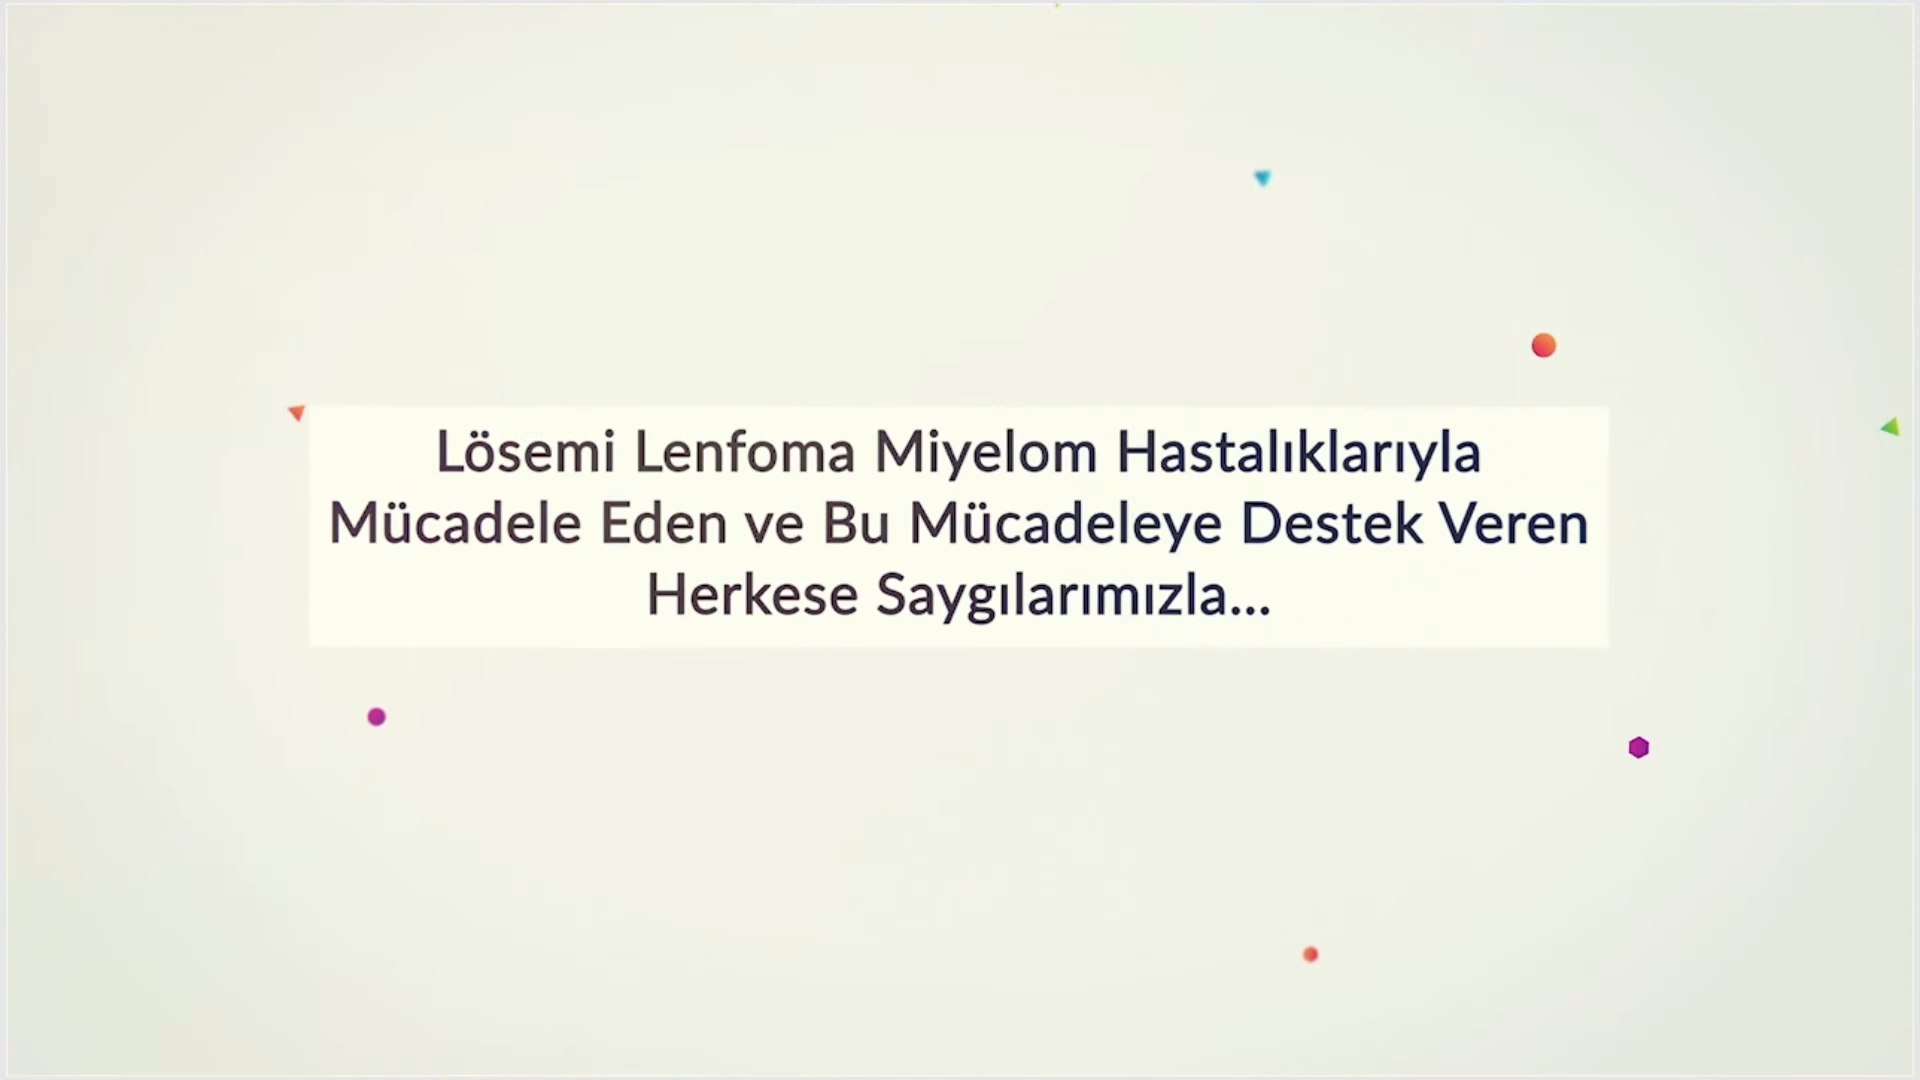 Lösemi Lenfoma Miyelom Hastalıklarıyla
Mücadele Eden ve Bu Mücadeleye Destek Veren
Herkese Saygılarımızla...